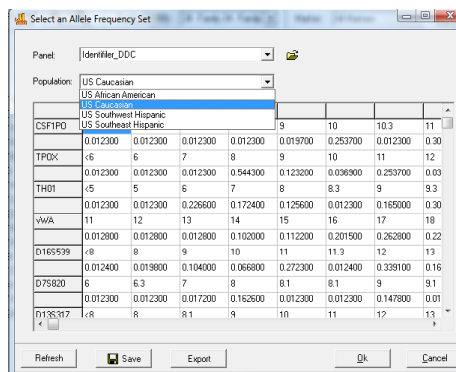 Select an Allele Frequency Set
Panel: Identifiler_DDC
Population: US Caucasian
US African American
US Caucasian
US Southwest Hispanic
US Southeast Hispanic
CSF1PO 9 10 10.3 11
0.012300 0.012300 0.012300 0.012300 0.019700 0.253700 0.012300 0.30
TPOX <6 6 7 8 9 10 11 12
0.012300 0.012300 0.012300 0.544300 0.123200 0.036900 0.253700 0.03
TH01 <5 5 6 7 8 8.3 9 9.3
0.012300 0.012300 0.226600 0.172400 0.125600 0.012300 0.165000 0.30
vWA 11 12 13 14 15 16 17 18
0.012800 0.012800 0.012800 0.102000 0.112200 0.201500 0.262800 0.22
D16S539 <8 8 9 10 11 11.3 12 13
0.012400 0.019800 0.104000 0.066800 0.272300 0.012400 0.339100 0.16
D7S820 6 6.3 7 8 8.1 8.1 9 9.1
0.012300 0.012300 0.017200 0.162600 0.012300 0.012300 0.147800 0.01
D13S317 <8 8 8.1 9 10 11 12 13
Refresh Save Export Ok Cancel